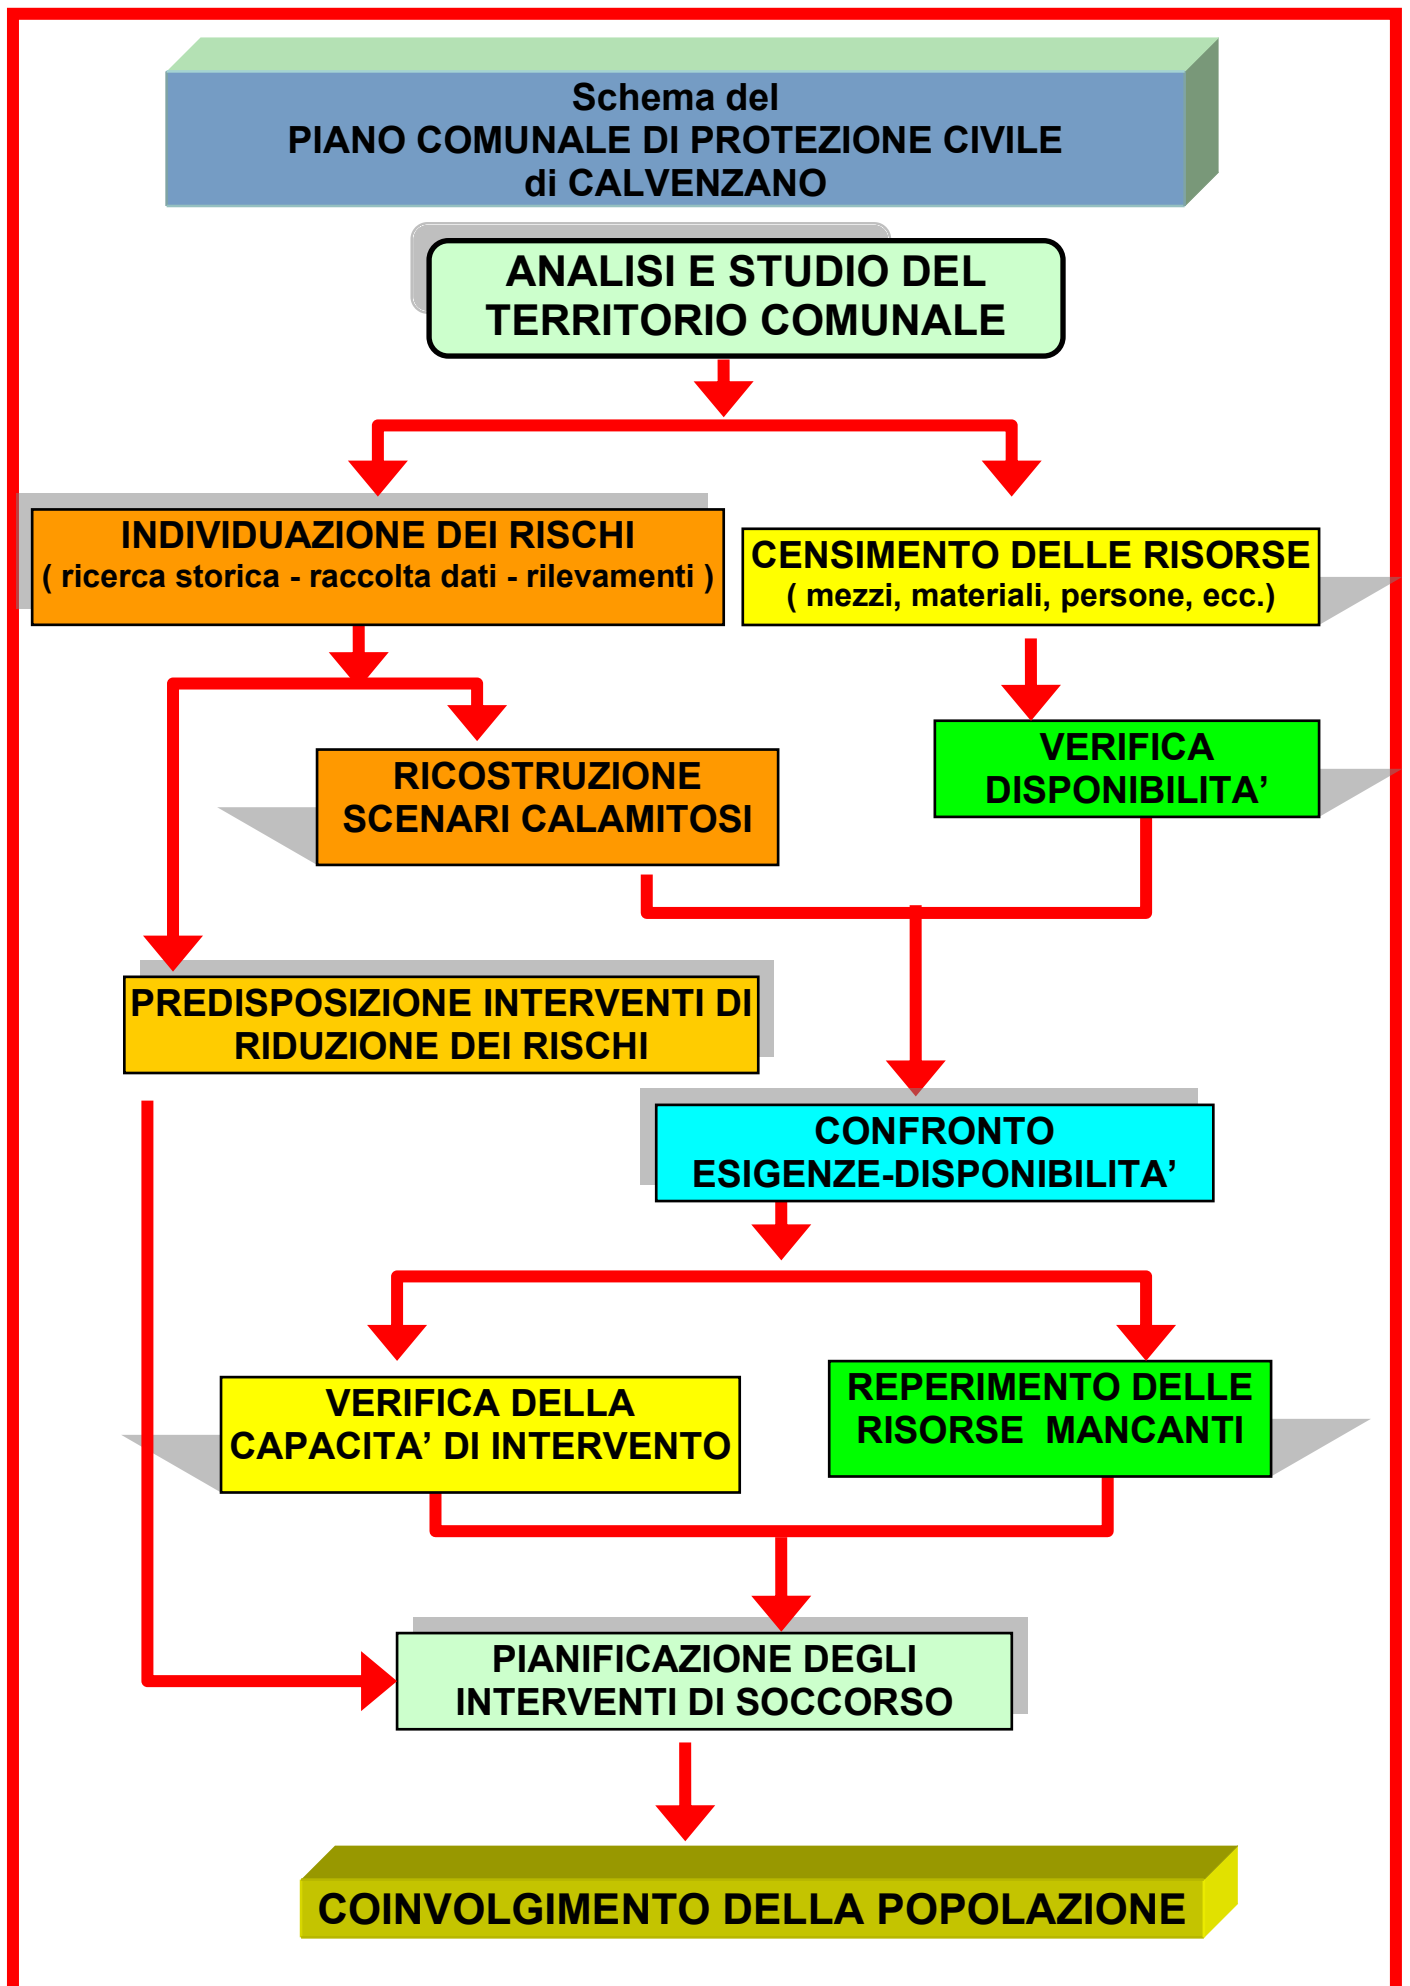 Schema del
PIANO COMUNALE DI PROTEZIONE CIVILE
di CALVENZANO
ANALISI E STUDIO DEL
TERRITORIO COMUNALE
INDIVIDUAZIONE DEI RISCHI
( ricerca storica - raccolta dati - rilevamenti )
CENSIMENTO DELLE RISORSE
( mezzi, materiali, persone, ecc.)
RICOSTRUZIONE
SCENARI CALAMITOSI
VERIFICA
DISPONIBILITA’
PREDISPOSIZIONE INTERVENTI DI
RIDUZIONE DEI RISCHI
CONFRONTO
ESIGENZE-DISPONIBILITA’
VERIFICA DELLA
CAPACITA’ DI INTERVENTO
REPERIMENTO DELLE
RISORSE  MANCANTI
PIANIFICAZIONE DEGLI
INTERVENTI DI SOCCORSO
COINVOLGIMENTO DELLA POPOLAZIONE